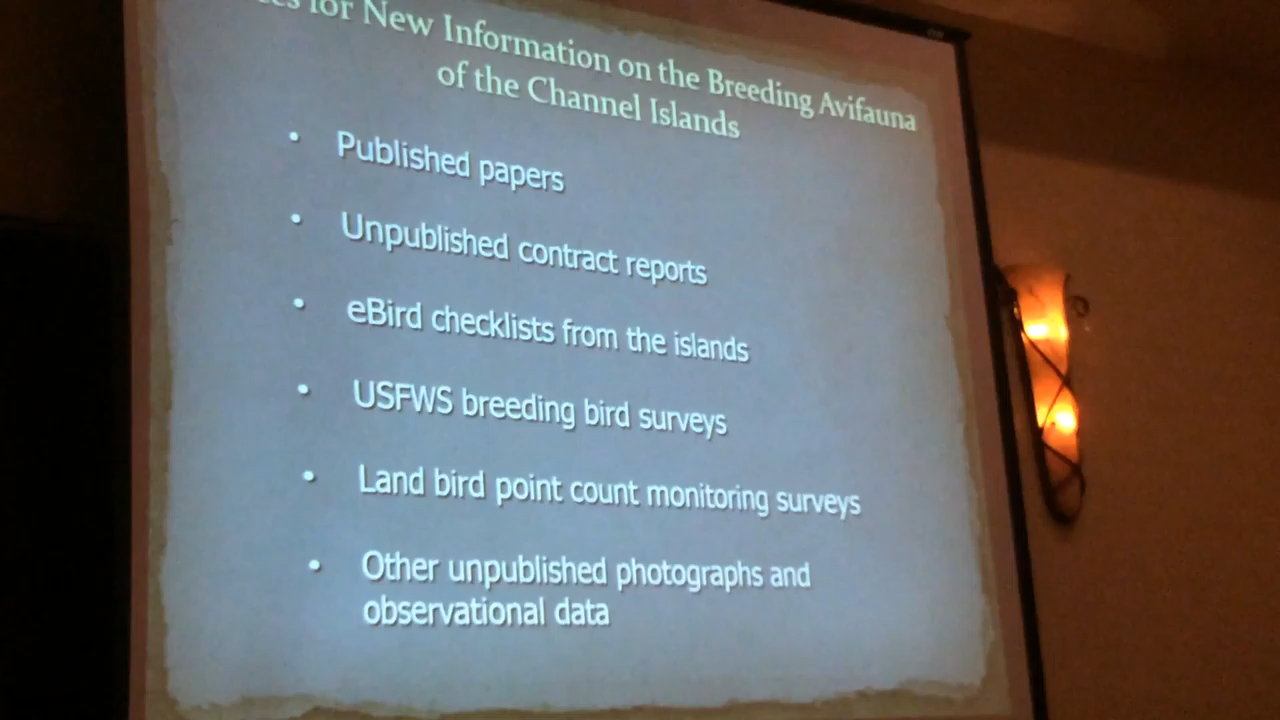 for New Information on the Breeding Avifauna
of the Channel Islands
• Published papers
• Unpublished contract reports
• eBird checklists from the islands
• USFWS breeding bird surveys
• Land bird point count monitoring surveys
• Other unpublished photographs and
observational data